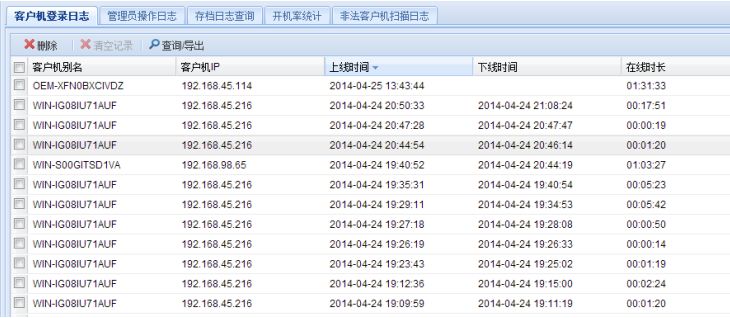 客户机登录日志 管理员操作日志 存档日志查询 开机率统计 非法客户机扫描日志
删除 清空记录 查询/导出
客户机别名 客户机IP 上线时间 下线时间 在线时长
OEM-XFN0BXCIVDZ 192.168.45.114 2014-04-25 13:43:44 01:31:33
WIN-IG08IU71AUF 192.168.45.216 2014-04-24 20:50:33 2014-04-24 21:08:24 00:17:51
WIN-IG08IU71AUF 192.168.45.216 2014-04-24 20:47:28 2014-04-24 20:47:47 00:00:19
WIN-IG08IU71AUF 192.168.45.216 2014-04-24 20:44:54 2014-04-24 20:46:14 00:01:20
WIN-S00GITSD1VA 192.168.98.65 2014-04-24 19:40:52 2014-04-24 20:44:19 01:03:27
WIN-IG08IU71AUF 192.168.45.216 2014-04-24 19:35:31 2014-04-24 19:40:54 00:05:23
WIN-IG08IU71AUF 192.168.45.216 2014-04-24 19:29:11 2014-04-24 19:34:53 00:05:42
WIN-IG08IU71AUF 192.168.45.216 2014-04-24 19:27:18 2014-04-24 19:28:08 00:00:50
WIN-IG08IU71AUF 192.168.45.216 2014-04-24 19:26:19 2014-04-24 19:26:33 00:00:14
WIN-IG08IU71AUF 192.168.45.216 2014-04-24 19:23:43 2014-04-24 19:25:02 00:01:19
WIN-IG08IU71AUF 192.168.45.216 2014-04-24 19:12:36 2014-04-24 19:15:00 00:02:24
WIN-IG08IU71AUF 192.168.45.216 2014-04-24 19:09:59 2014-04-24 19:11:19 00:01:20